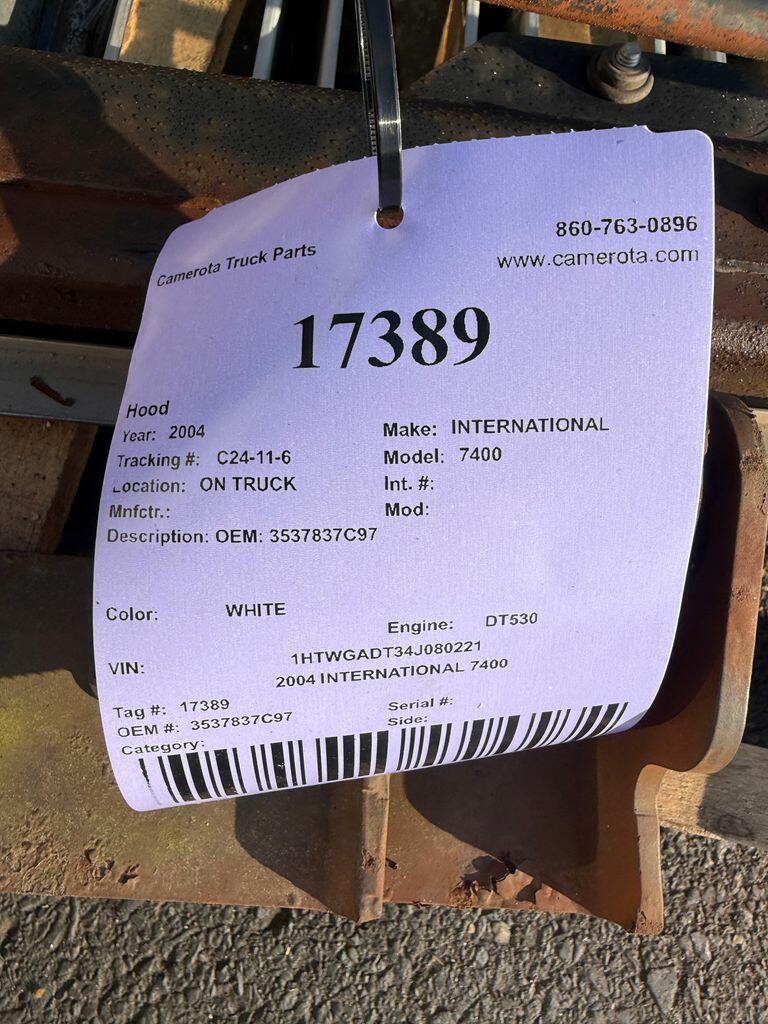 Camerota Truck Parts
860-763-0896
www.camerota.com
17389
Hood
Year: 2004
Make: INTERNATIONAL
Tracking #: C24-11-6
Model: 7400
Location: ON TRUCK
Int. #:
Mnfctr.:
Mod:
Description: OEM: 3537837C97
Color: WHITE
Engine: DT530
VIN: 1HTWGADT34J080221
2004 INTERNATIONAL 7400
Tag #: 17389
Serial #:
OEM #: 3537837C97
Side:
Category: